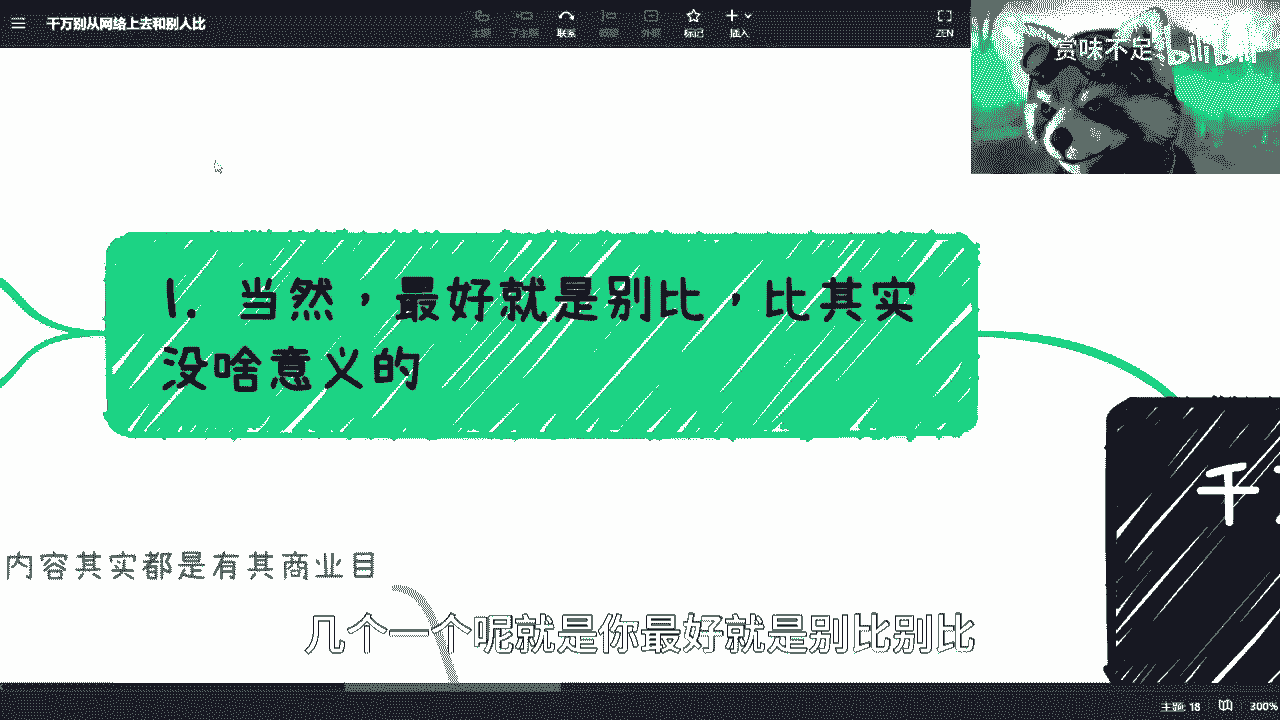 千万别从网络上去和别人比
主题
子主题
联系
概要
外框
标记
插入
ZEN
赏味不足
bilibili
1. 当然，最好就是别比，比其实
没啥意义的
千
内容其实都是有其商业目
几个一个呢就是你最好就是别比别比
主题: 18
300%